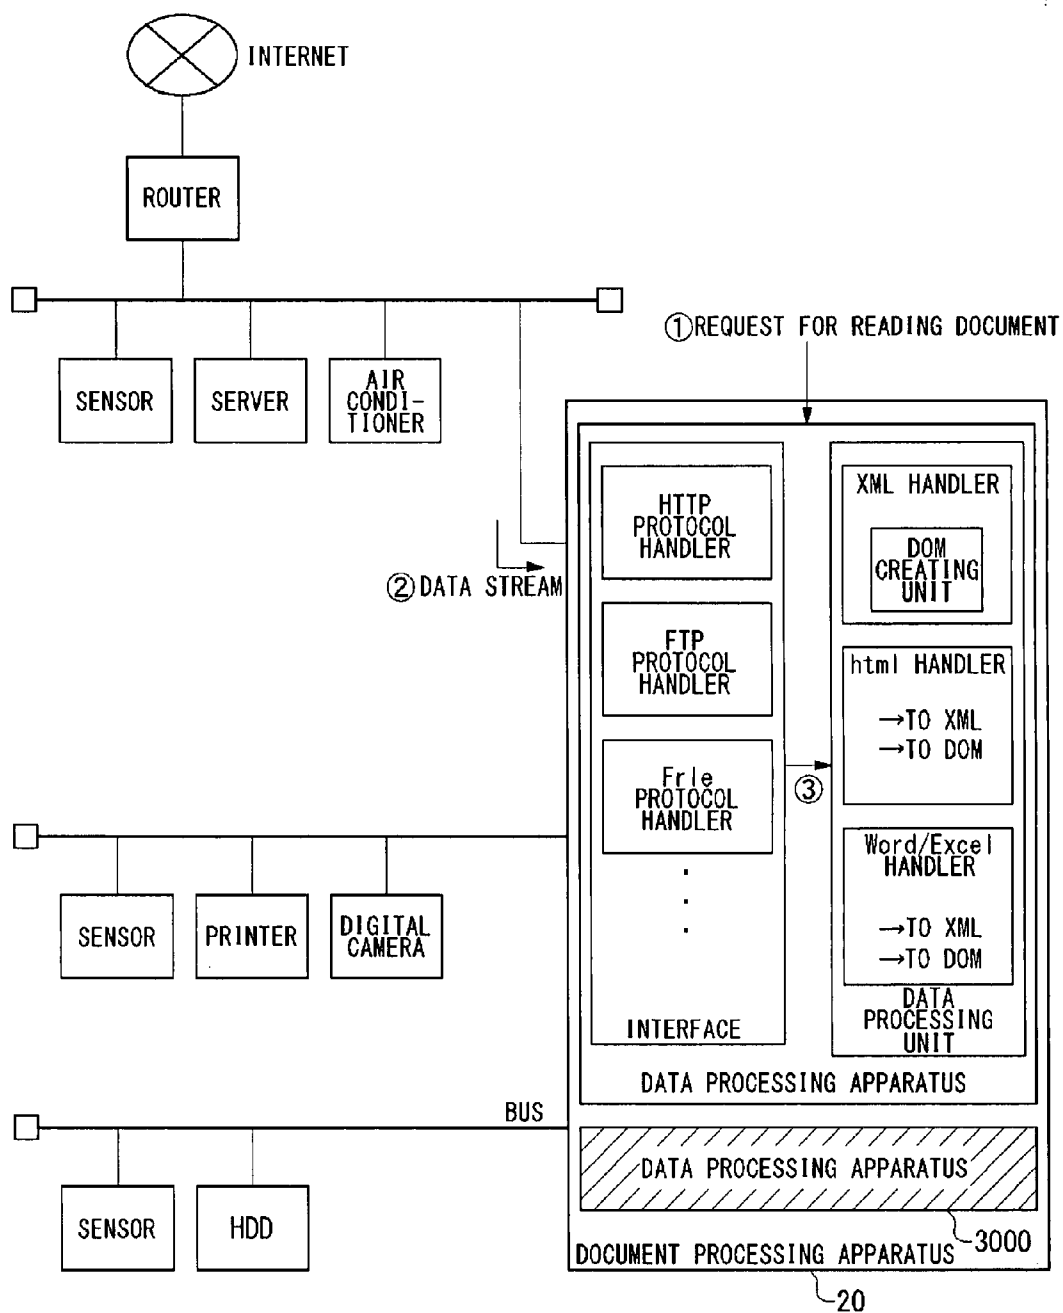 INTERNET
ROUTER
①REQUEST FOR READING DOCUMENT
SENSOR
SERVER
AIR
CONDI-
TIONER
②DATA STREAM
HTTP
PROTOCOL
HANDLER
FTP
PROTOCOL
HANDLER
Frle
PROTOCOL
HANDLER
INTERFACE
③
XML HANDLER
DOM
CREATING
UNIT
html HANDLER
→TO XML
→TO DOM
Word/Excel
HANDLER
→TO XML
→TO DOM
DATA
PROCESSING
UNIT
DATA PROCESSING APPARATUS
SENSOR
PRINTER
DIGITAL
CAMERA
BUS
SENSOR
HDD
DATA PROCESSING APPARATUS
3000
DOCUMENT PROCESSING APPARATUS
20